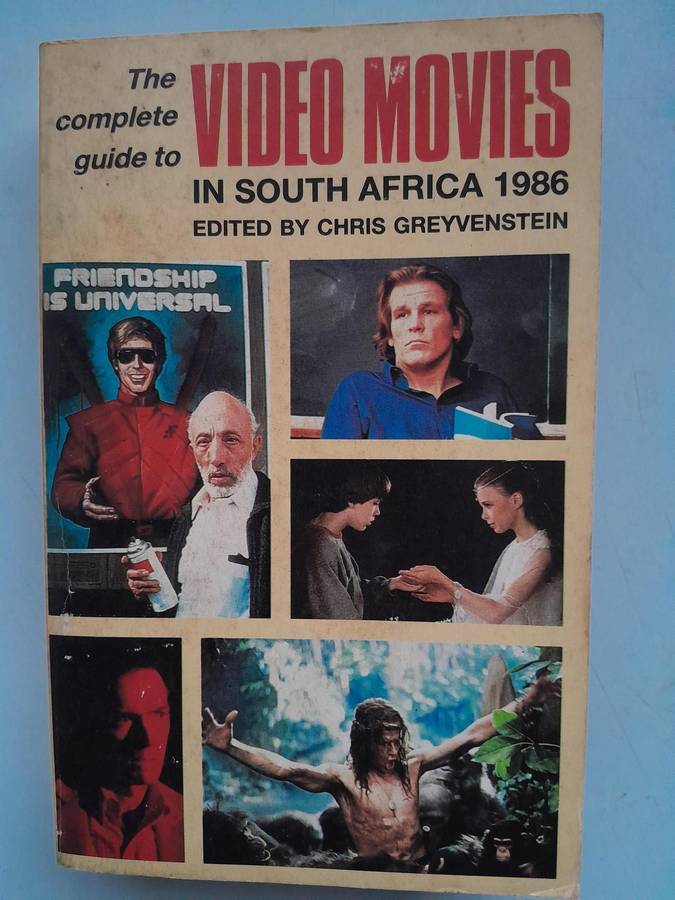 The
complete
guide to
VIDEO MOVIES
IN SOUTH AFRICA 1986
EDITED BY CHRIS GREYVENSTEIN
FRIENDSHIP
IS UNIVERSAL